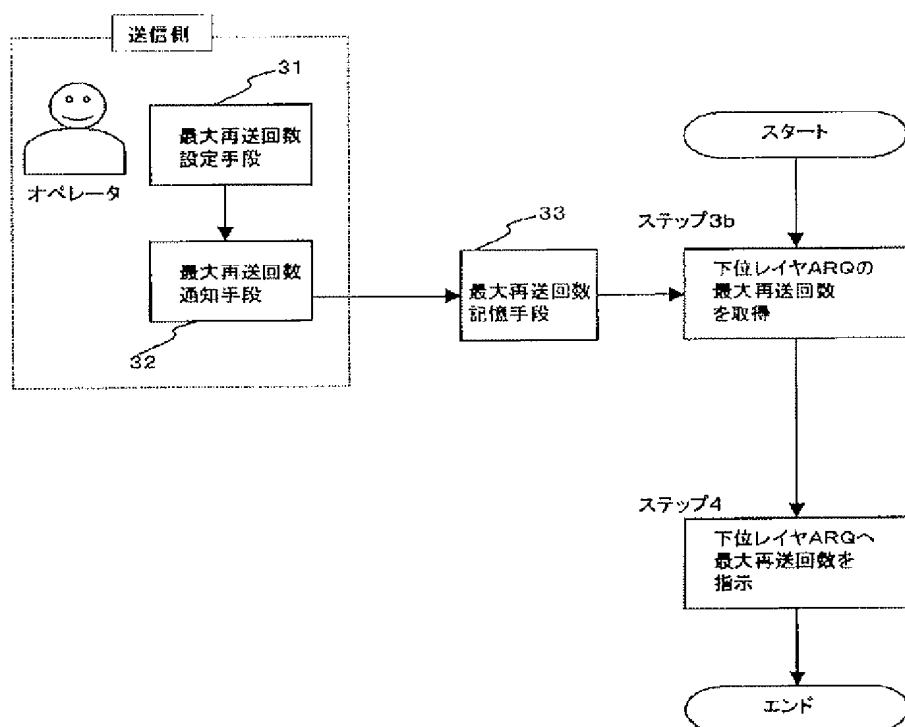 送信側
31
最大再送回数
設定手段
オペレータ
最大再送回数
通知手段
32
33
最大再送回数
記憶手段
スタート
ステップ3b
下位レイヤARQの
最大再送回数
を取得
ステップ4
下位レイヤARQへ
最大再送回数を
指示
エンド